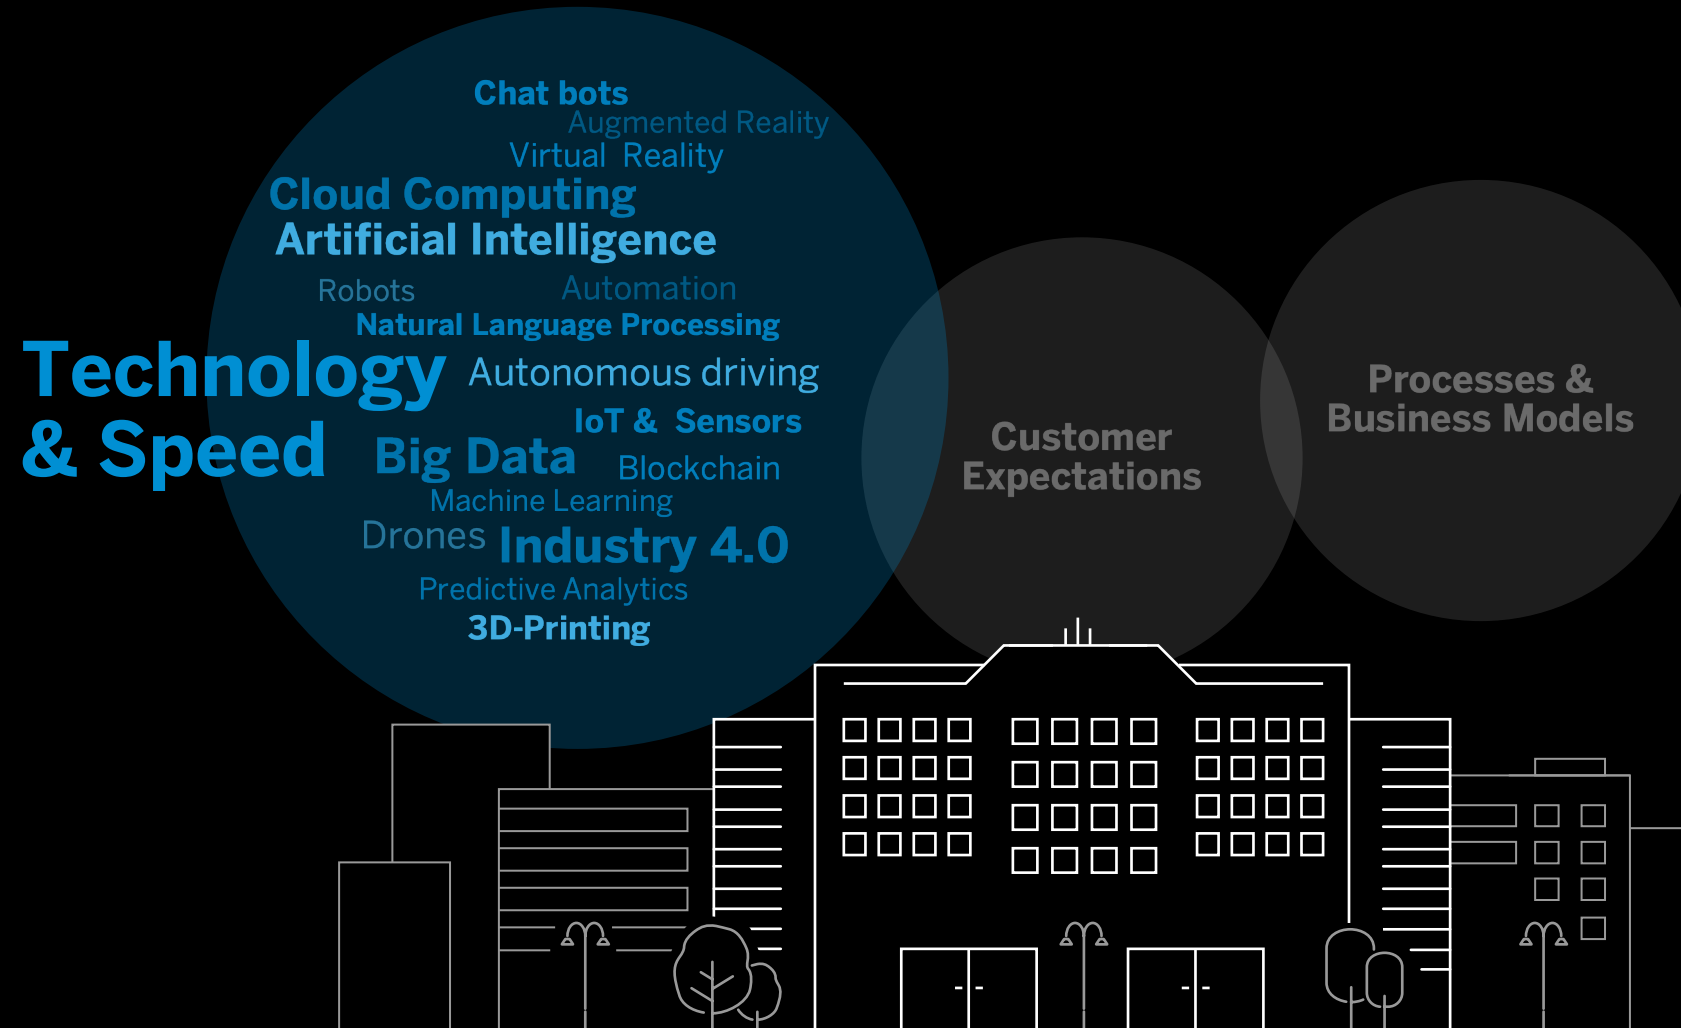 Chat bots
Augmented Reality
Virtual Reality
Cloud Computing
Artificial Intelligence
Robots
Automation
Natural Language Processing
Technology
& Speed
Autonomous driving
IoT & Sensors
Big Data
Blockchain
Machine Learning
Drones
Industry 4.0
Predictive Analytics
3D-Printing
Customer
Expectations
Processes &
Business Models